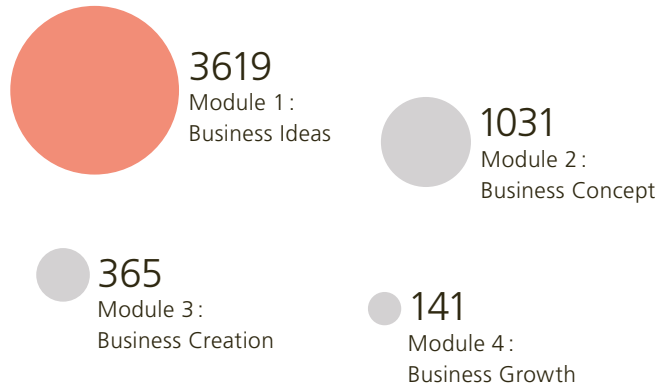 3619
Module 1:
Business Ideas
1031
Module 2:
Business Concept
365
Module 3:
Business Creation
141
Module 4:
Business Growth